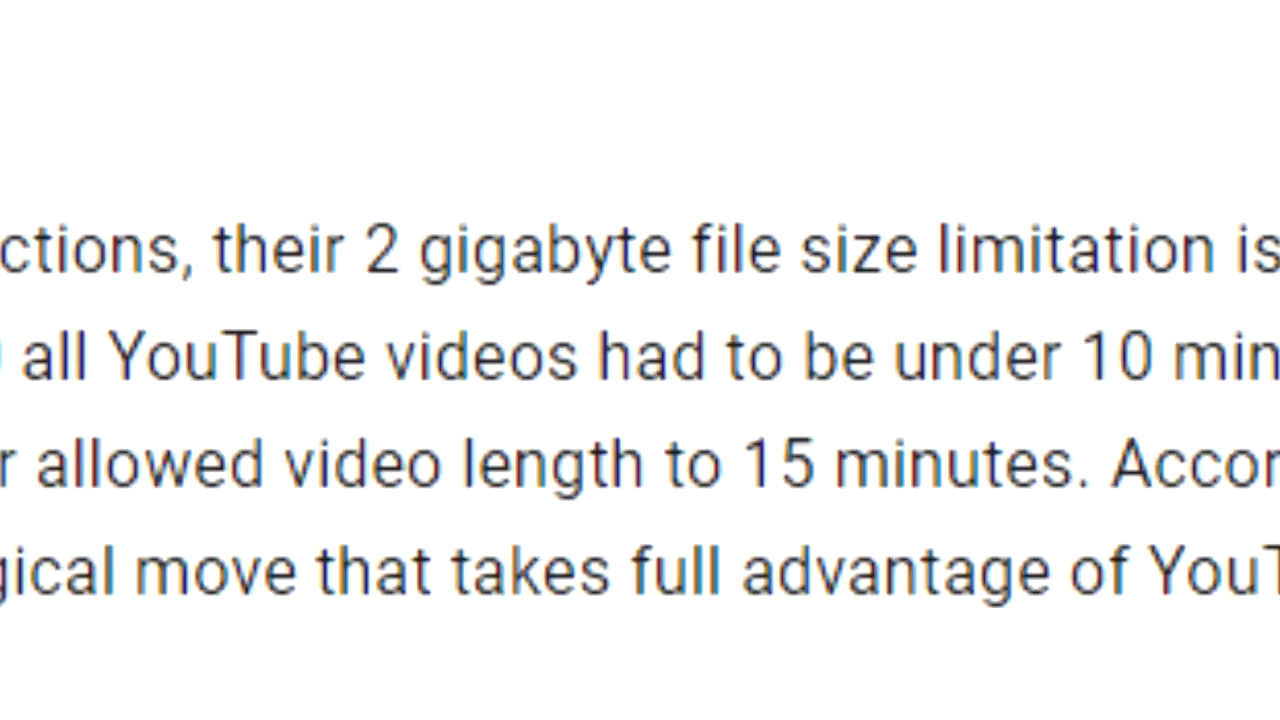 ctions, their 2 gigabyte file size limitation is
all YouTube videos had to be under 10 min
r allowed video length to 15 minutes. Accor
gical move that takes full advantage of YouT